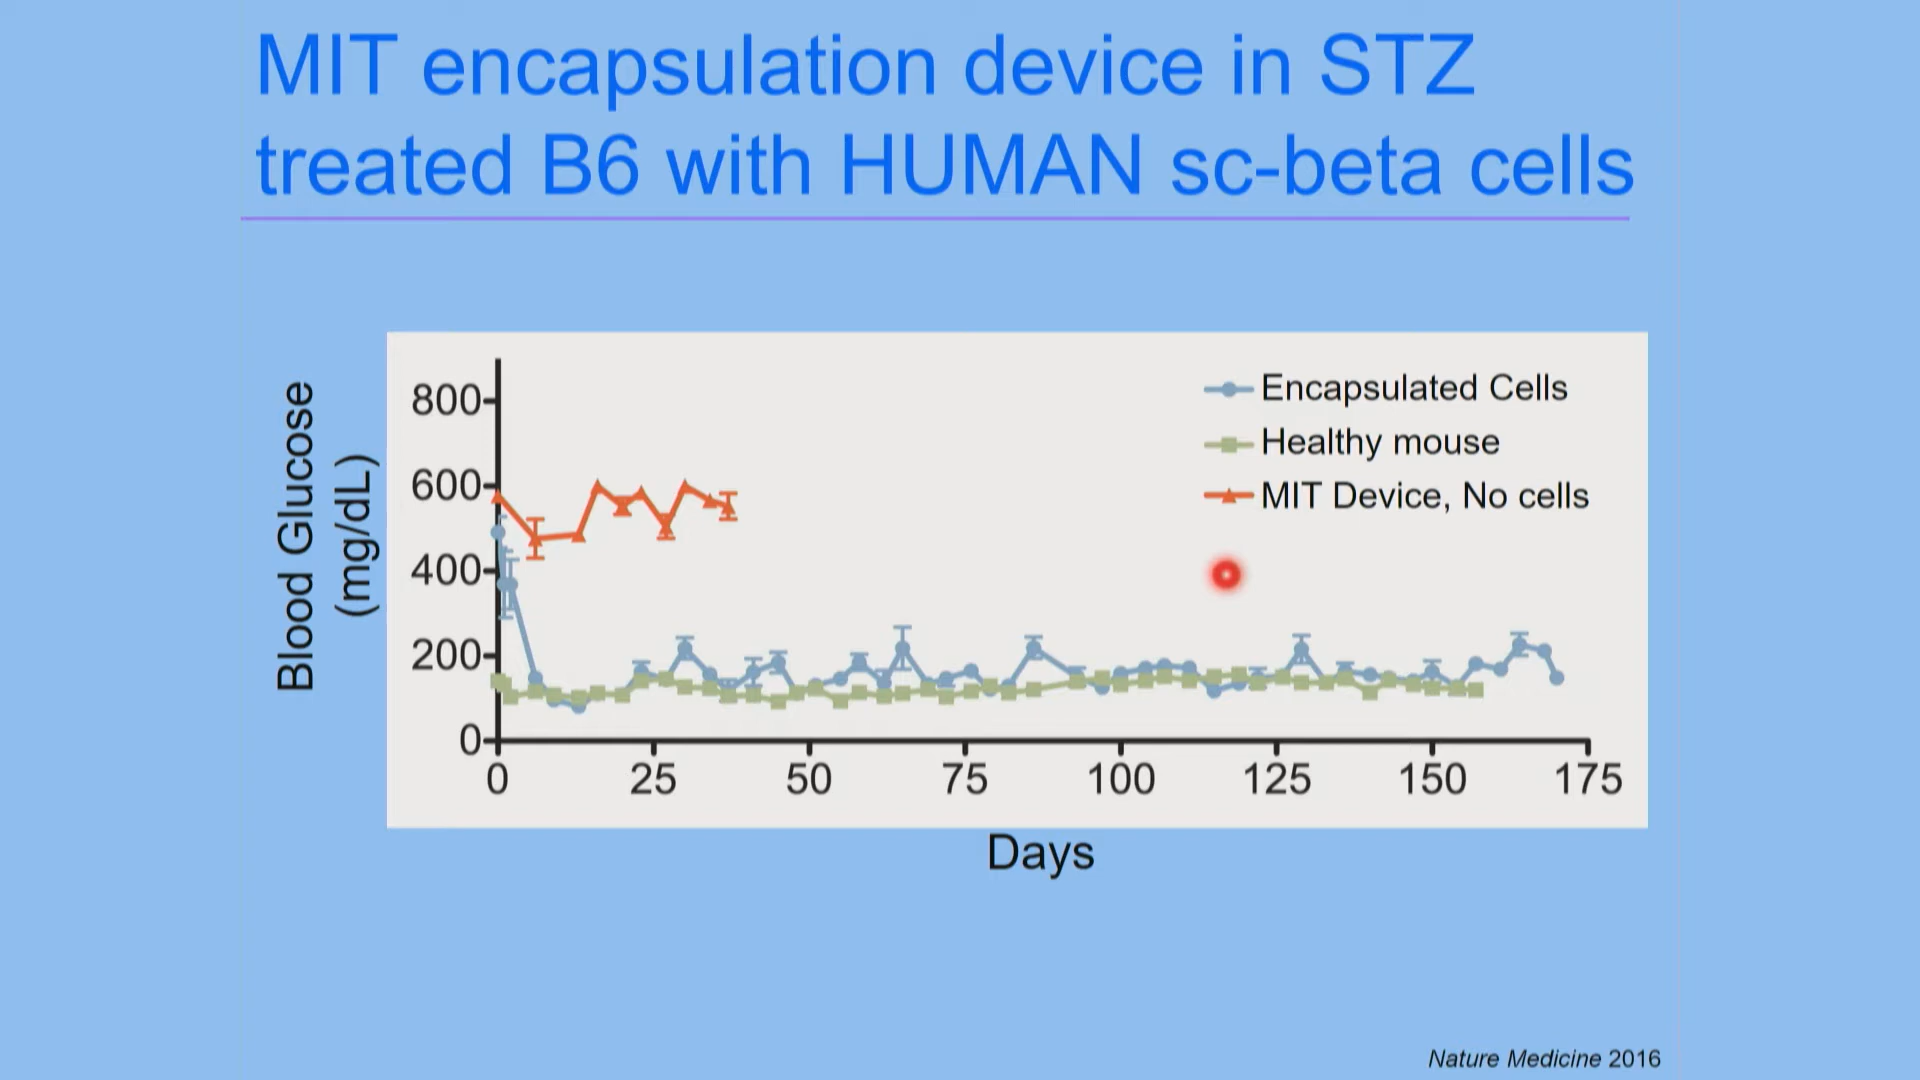 MIT encapsulation device in STZ
treated B6 with HUMAN sc-beta cells
Blood Glucose
(mg/dL)
800
600
400
200
0
0 25 50 75 100 125 150 175
Days
Encapsulated Cells
Healthy mouse
MIT Device, No cells
Nature Medicine 2016